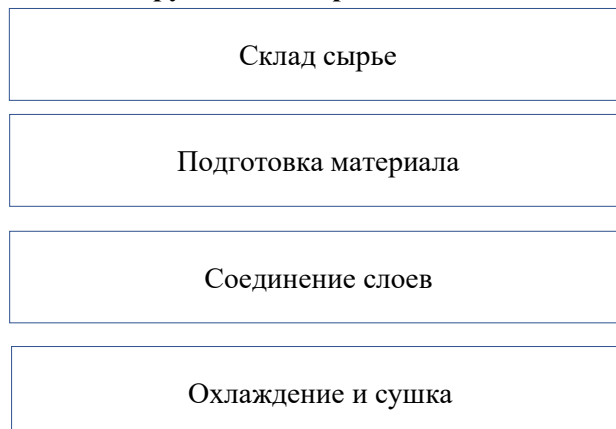 Склад сырье
Подготовка материала
Соединение слоев
Охлаждение и сушка